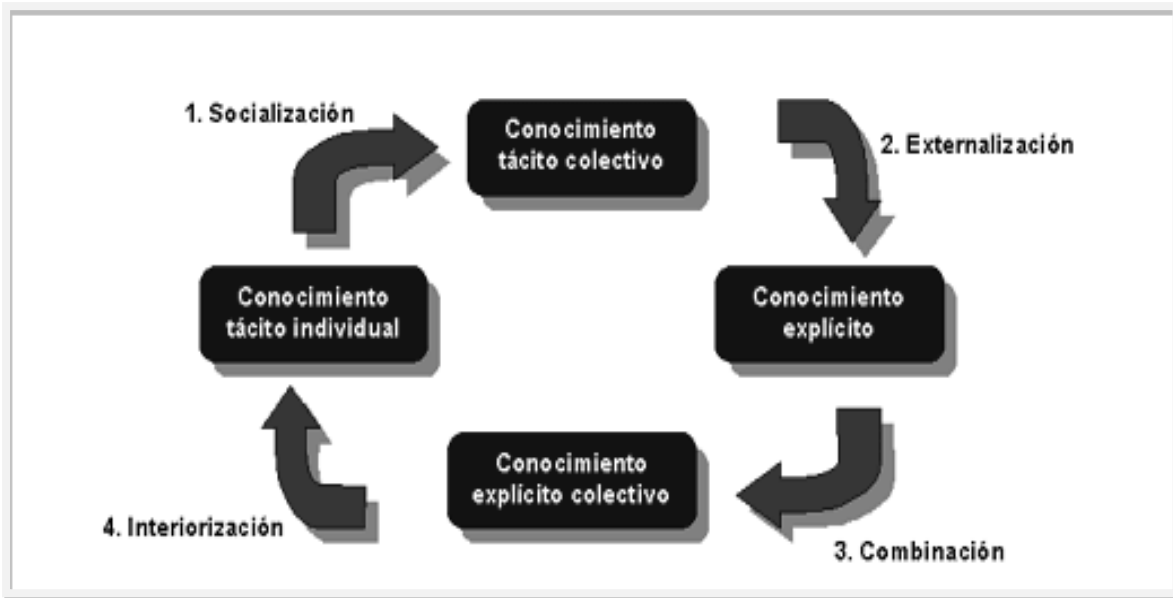 1. Socialización
Conocimiento
tácito colectivo
2. Externalización
Conocimiento
explícito
3. Combinación
Conocimiento
explícito colectivo
4. Interiorización
Conocimiento
tácito individual